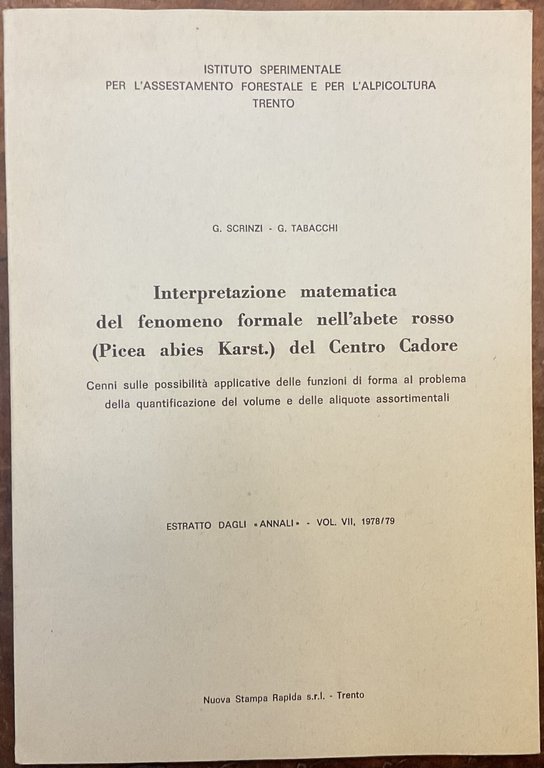 ISTITUTO SPERIMENTALE
PER L'ASSESTAMENTO FORESTALE E PER L'ALPICOLTURA
TRENTO
G. SCRINZI - G. TABACCHI
Interpretazione matematica
del fenomeno formale nell'abete rosso
(Picea abies Karst.) del Centro Cadore
Cenni sulle possibilità applicative delle funzioni di forma al problema
della quantificazione del volume e delle aliquote assortimentali
ESTRATTO DAGLI «ANNALI» - VOL. VII, 1978/79
Nuova Stampa Rapida s.r.l. - Trento